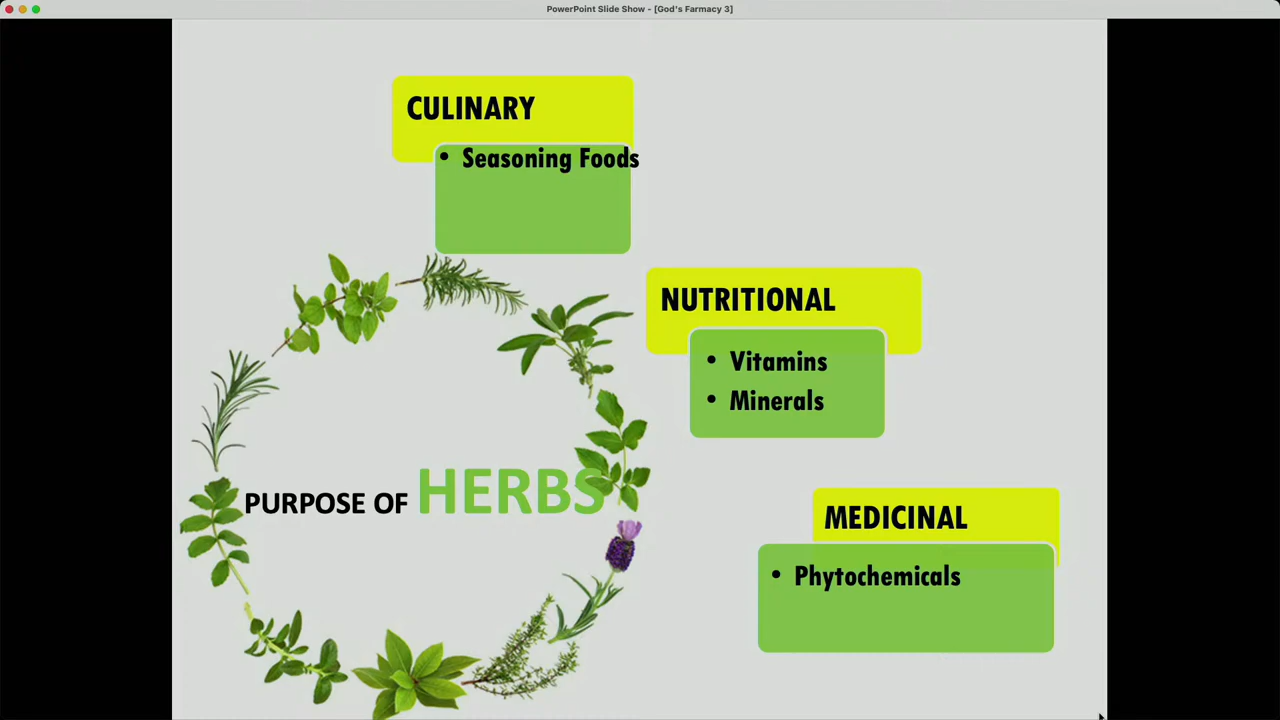 PowerPoint Slide Show - [God's Farmacy 3]
CULINARY
• Seasoning Foods
NUTRITIONAL
• Vitamins
• Minerals
PURPOSE OF HERBS
MEDICINAL
• Phytochemicals